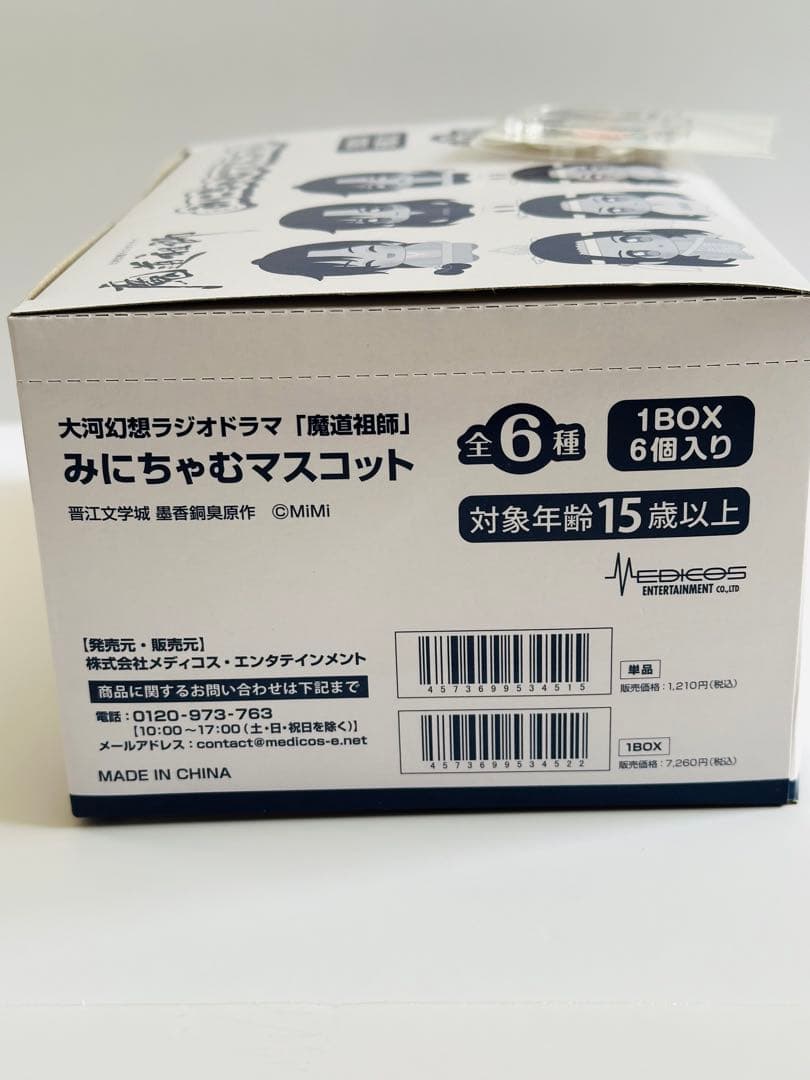 魔道祖師
大河幻想ラジオドラマ「魔道祖師」
みにちゃむマスコット
晋江文学城 墨香銅臭原作 ©MiMi
全6種
1BOX
6個入り
対象年齢15歳以上
MEDICOS
ENTERTAINMENT CO.,LTD
【発売元・販売元】
株式会社メディコス・エンタテインメント
商品に関するお問い合わせは下記まで
電話：0120-973-763
【10:00～17:00（土・日・祝日を除く）】
メールアドレス：contact@medicos-e.net
MADE IN CHINA
4573699534515
単品
販売価格：1,210円（税込）
4573699534522
1BOX
販売価格：7,260円（税込）